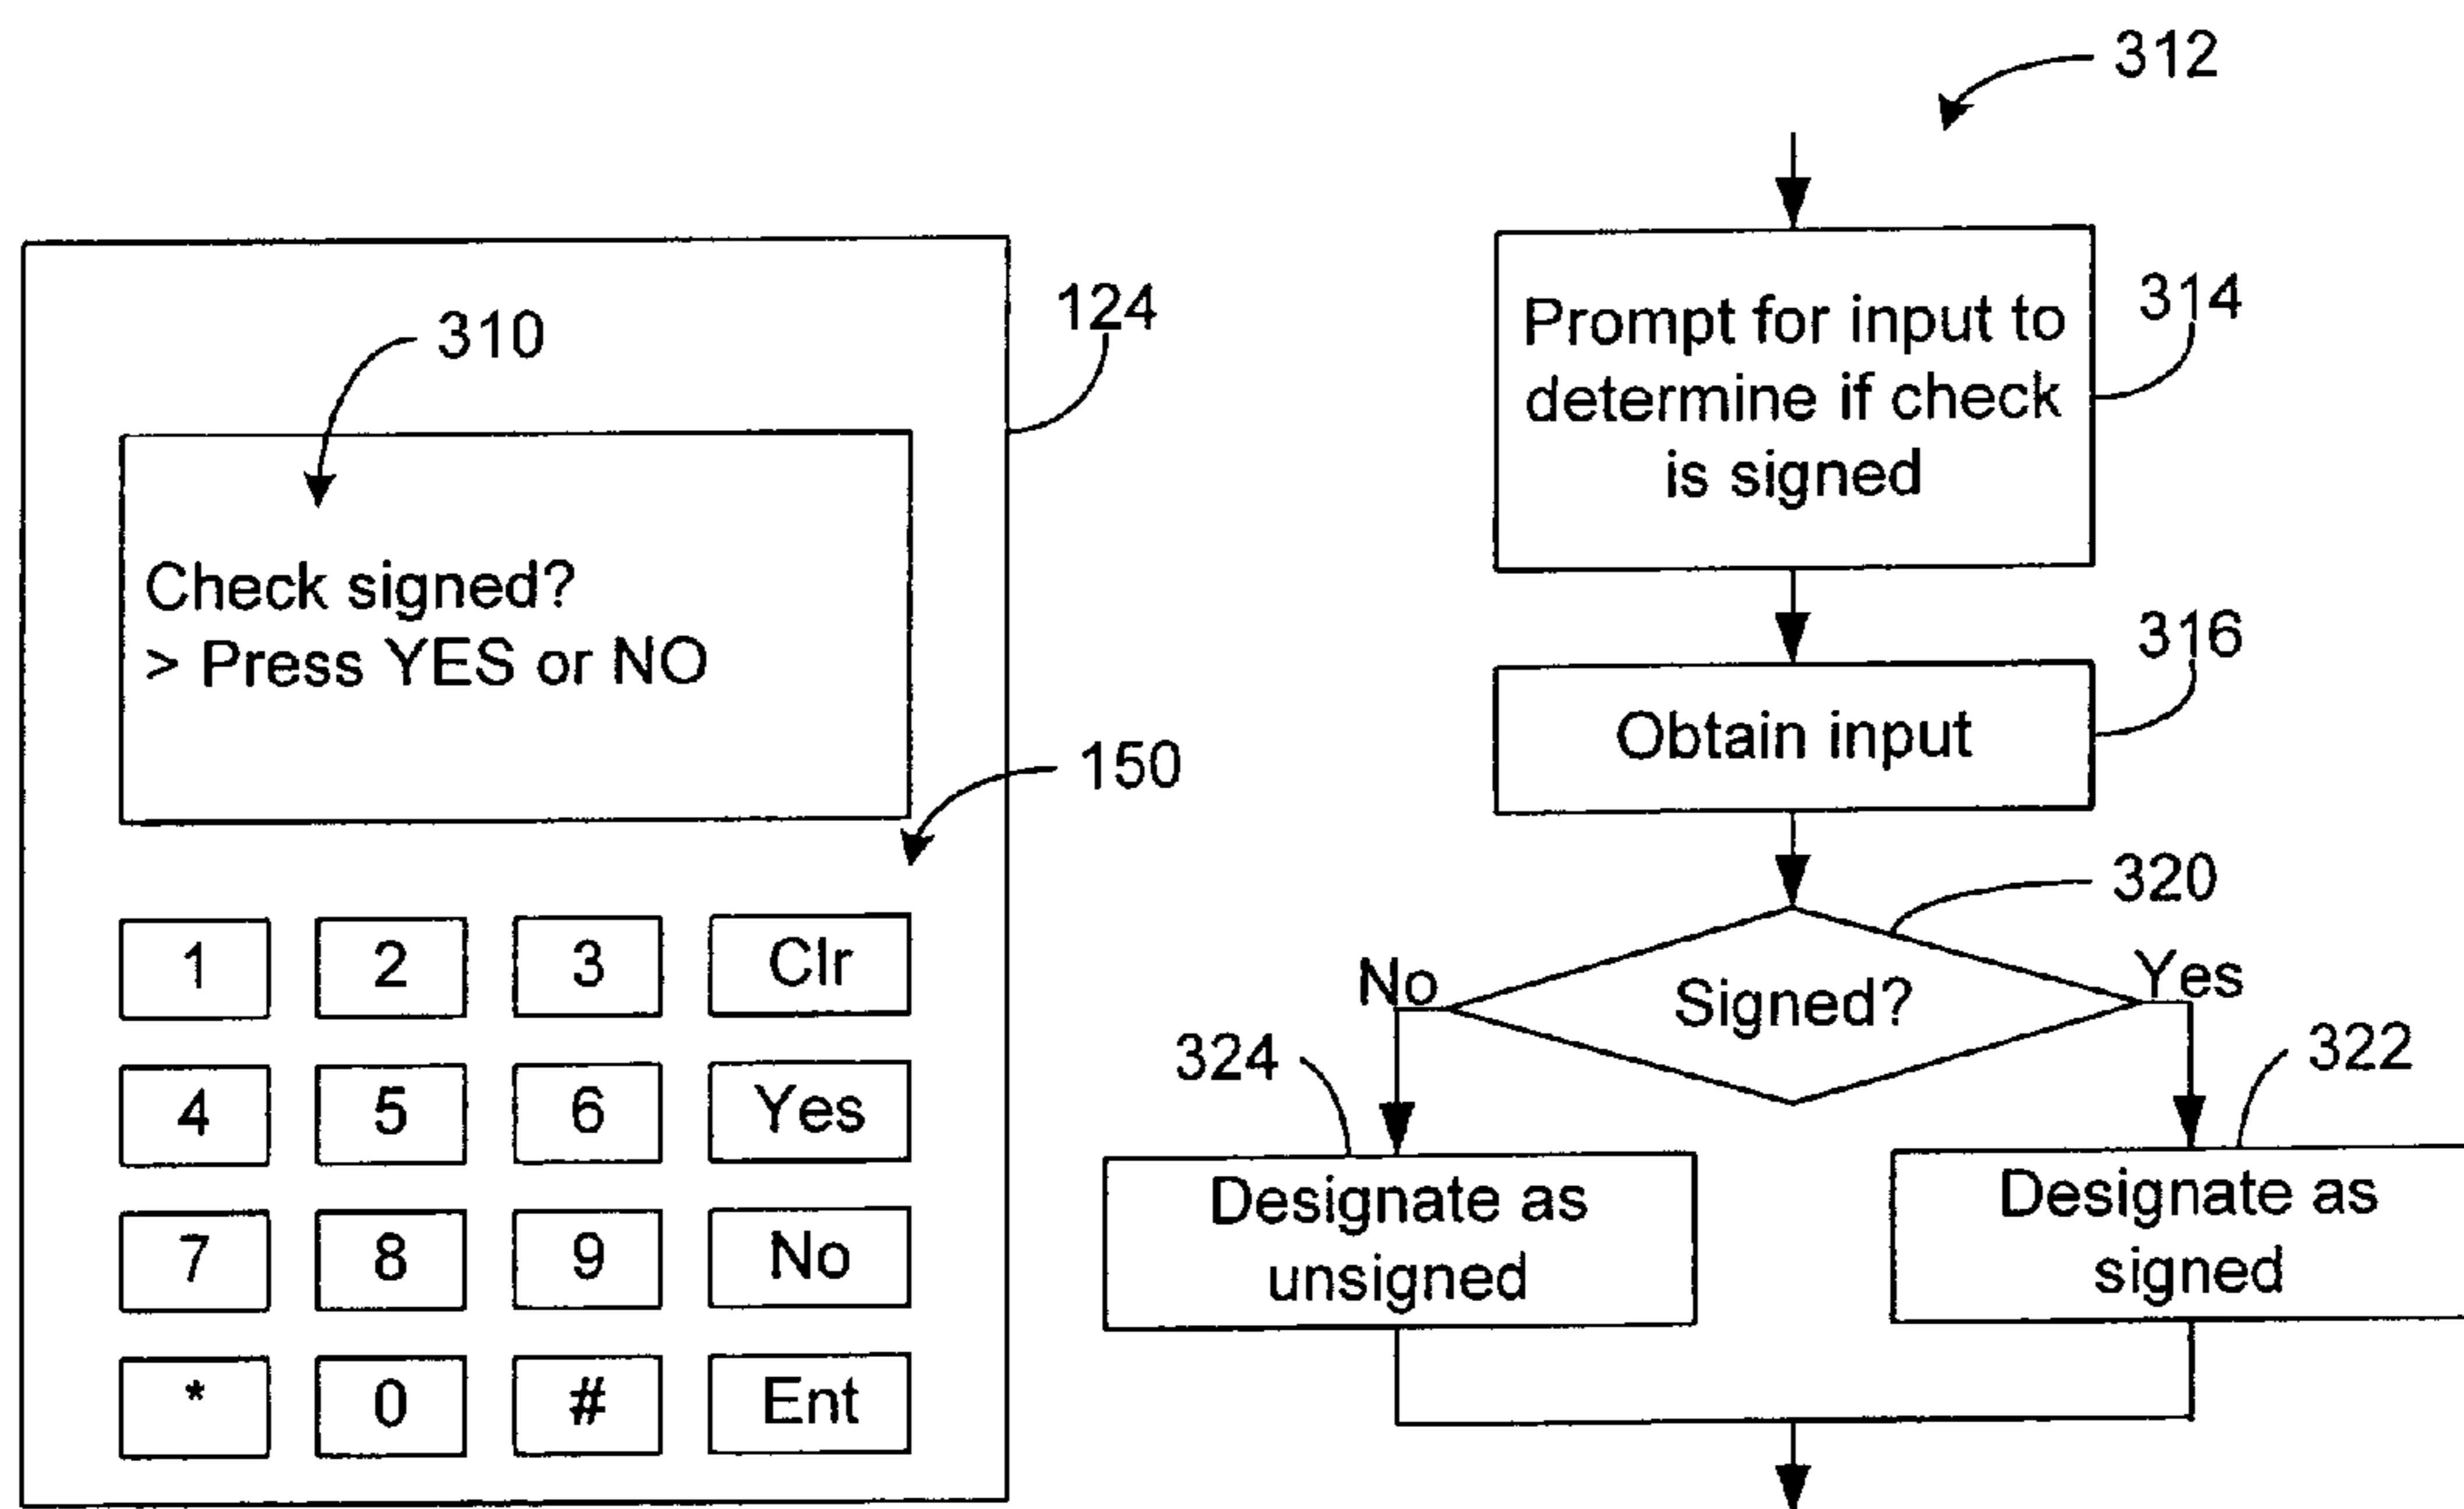 310
124
Check signed?
> Press YES or NO
150
1 2 3 Clr
4 5 6 Yes
7 8 9 No
* 0 # Ent
312
Prompt for input to
determine if check
is signed
314
Obtain input
316
Signed?
320
No
Yes
324
322
Designate as
unsigned
Designate as
signed